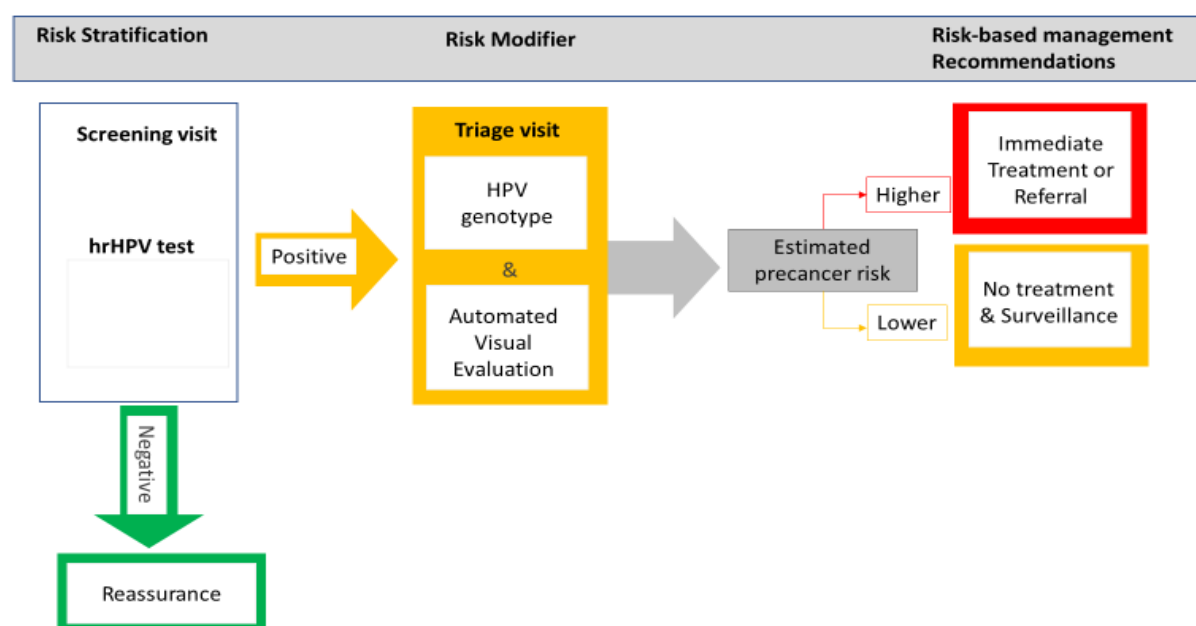 Risk Stratification
Risk Modifier
Risk-based management
Recommendations
Screening visit
hrHPV test
Positive
Triage visit
HPV
genotype
&
Automated
Visual
Evaluation
Estimated
precancer risk
Higher
Lower
Immediate
Treatment or
Referral
No treatment
& Surveillance
Negative
Reassurance